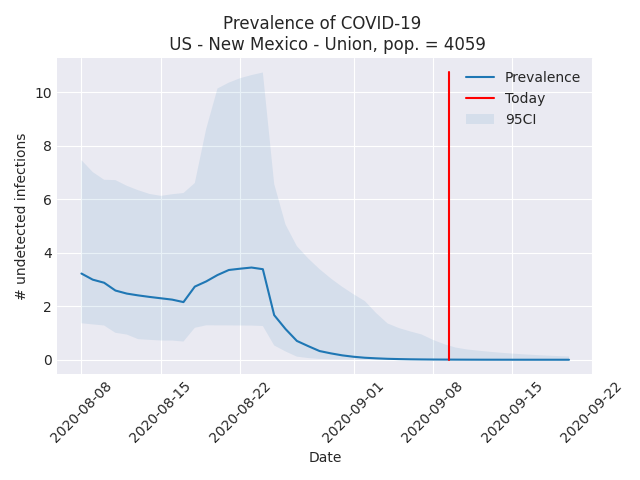 Prevalence of COVID-19
US - New Mexico - Union, pop. = 4059
Prevalence
Today
95CI
# undetected infections
10
8
6
4
2
0
2020-08-08
2020-08-15
2020-08-22
2020-09-01
2020-09-08
2020-09-15
2020-09-22
Date